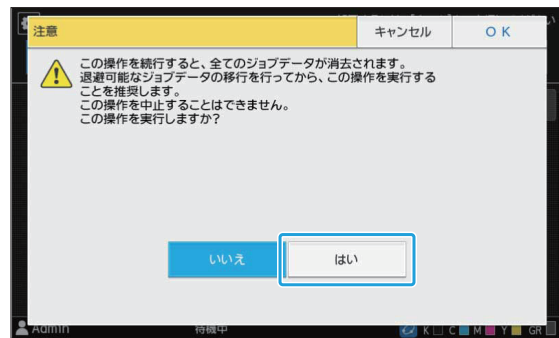 注意
キャンセル
ＯＫ
この操作を続行すると、全てのジョブデータが消去されます。
退避可能なジョブデータの移行を行ってから、この操作を実行する
ことを推奨します。
この操作を中止することはできません。
この操作を実行しますか?
いいえ
はい
Admin
待機中
K
C
M
Y
GR